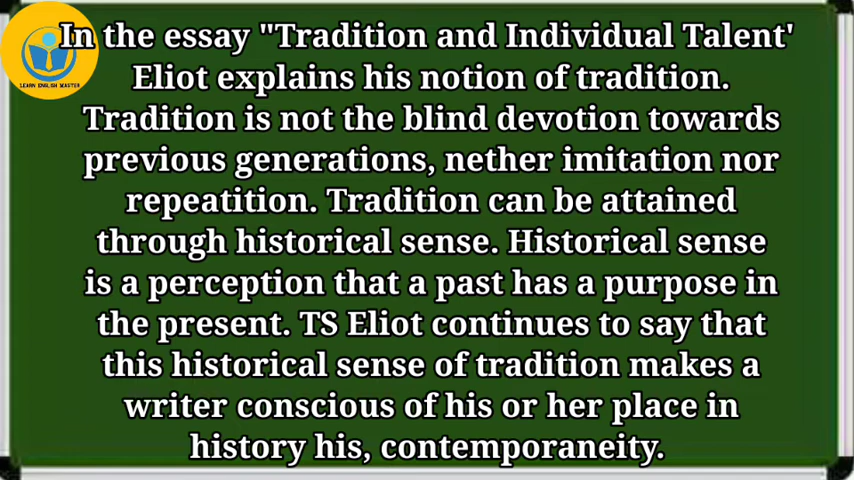 In the essay "Tradition and Individual Talent'
Eliot explains his notion of tradition.
Tradition is not the blind devotion towards
previous generations, nether imitation nor
repeatition. Tradition can be attained
through historical sense. Historical sense
is a perception that a past has a purpose in
the present. TS Eliot continues to say that
this historical sense of tradition makes a
writer conscious of his or her place in
history his, contemporaneity.
LEARN ENGLISH MASTER